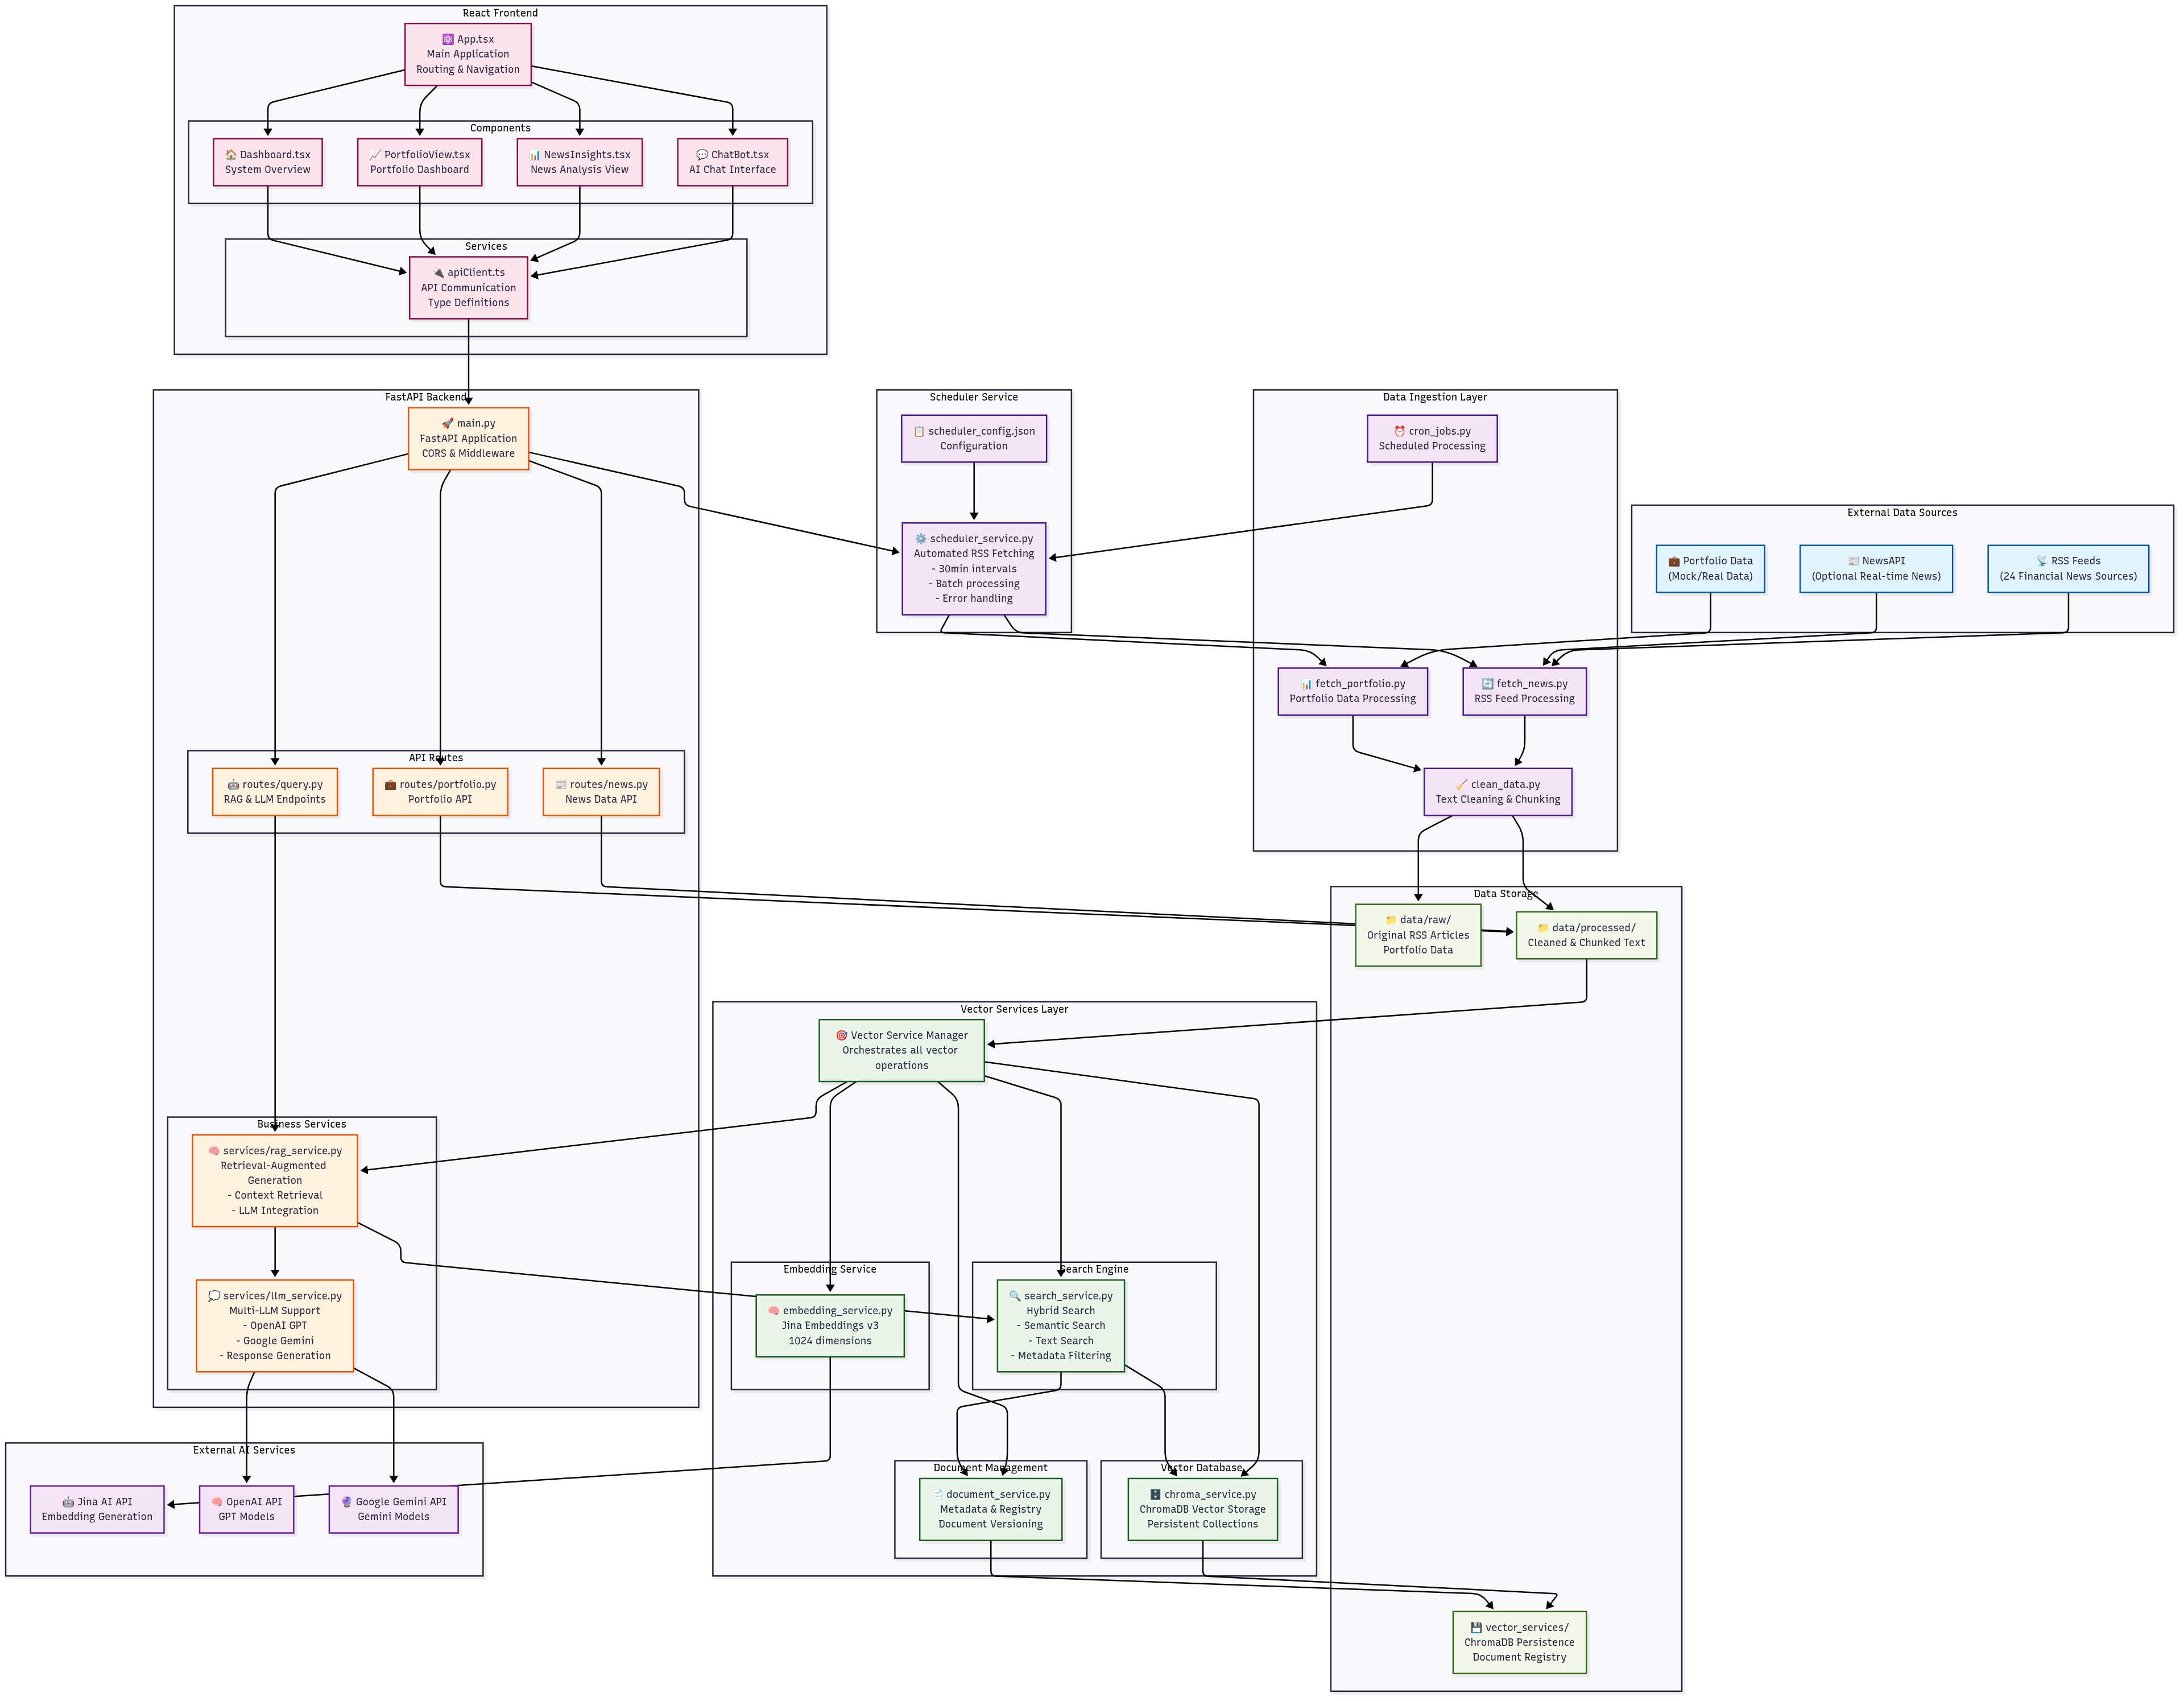 React Frontend
⚛️ App.tsx
Main Application
Routing & Navigation
Components
🏠 Dashboard.tsx
System Overview
📈 PortfolioView.tsx
Portfolio Dashboard
📊 NewsInsights.tsx
News Analysis View
💬 ChatBot.tsx
AI Chat Interface
Services
🔌 apiClient.ts
API Communication
Type Definitions
FastAPI Backend
🚀 main.py
FastAPI Application
CORS & Middleware
Scheduler Service
📋 scheduler_config.json
Configuration
⚙️ scheduler_service.py
Automated RSS Fetching
- 30min intervals
- Batch processing
- Error handling
Data Ingestion Layer
⏰ cron_jobs.py
Scheduled Processing
External Data Sources
💼 Portfolio Data
(Mock/Real Data)
📰 NewsAPI
(Optional Real-time News)
📡 RSS Feeds
(24 Financial News Sources)
📊 fetch_portfolio.py
Portfolio Data Processing
🔄 fetch_news.py
RSS Feed Processing
🧹 clean_data.py
Text Cleaning & Chunking
API Routes
🤖 routes/query.py
RAG & LLM Endpoints
💼 routes/portfolio.py
Portfolio API
📰 routes/news.py
News Data API
Data Storage
📁 data/raw/
Original RSS Articles
Portfolio Data
📁 data/processed/
Cleaned & Chunked Text
Vector Services Layer
🎯 Vector Service Manager
Orchestrates all vector
operations
Business Services
🧠 services/rag_service.py
Retrieval-Augmented
Generation
- Context Retrieval
- LLM Integration
💭 services/llm_service.py
Multi-LLM Support
- OpenAI GPT
- Google Gemini
- Response Generation
Embedding Service
🧠 embedding_service.py
Jina Embeddings v3
1024 dimensions
Search Engine
🔍 search_service.py
Hybrid Search
- Semantic Search
- Text Search
- Metadata Filtering
External AI Services
🤖 Jina AI API
Embedding Generation
🧠 OpenAI API
GPT Models
🔮 Google Gemini API
Gemini Models
Document Management
📄 document_service.py
Metadata & Registry
Document Versioning
Vector Database
🗄️ chroma_service.py
ChromaDB Vector Storage
Persistent Collections
💾 vector_services/
ChromaDB Persistence
Document Registry